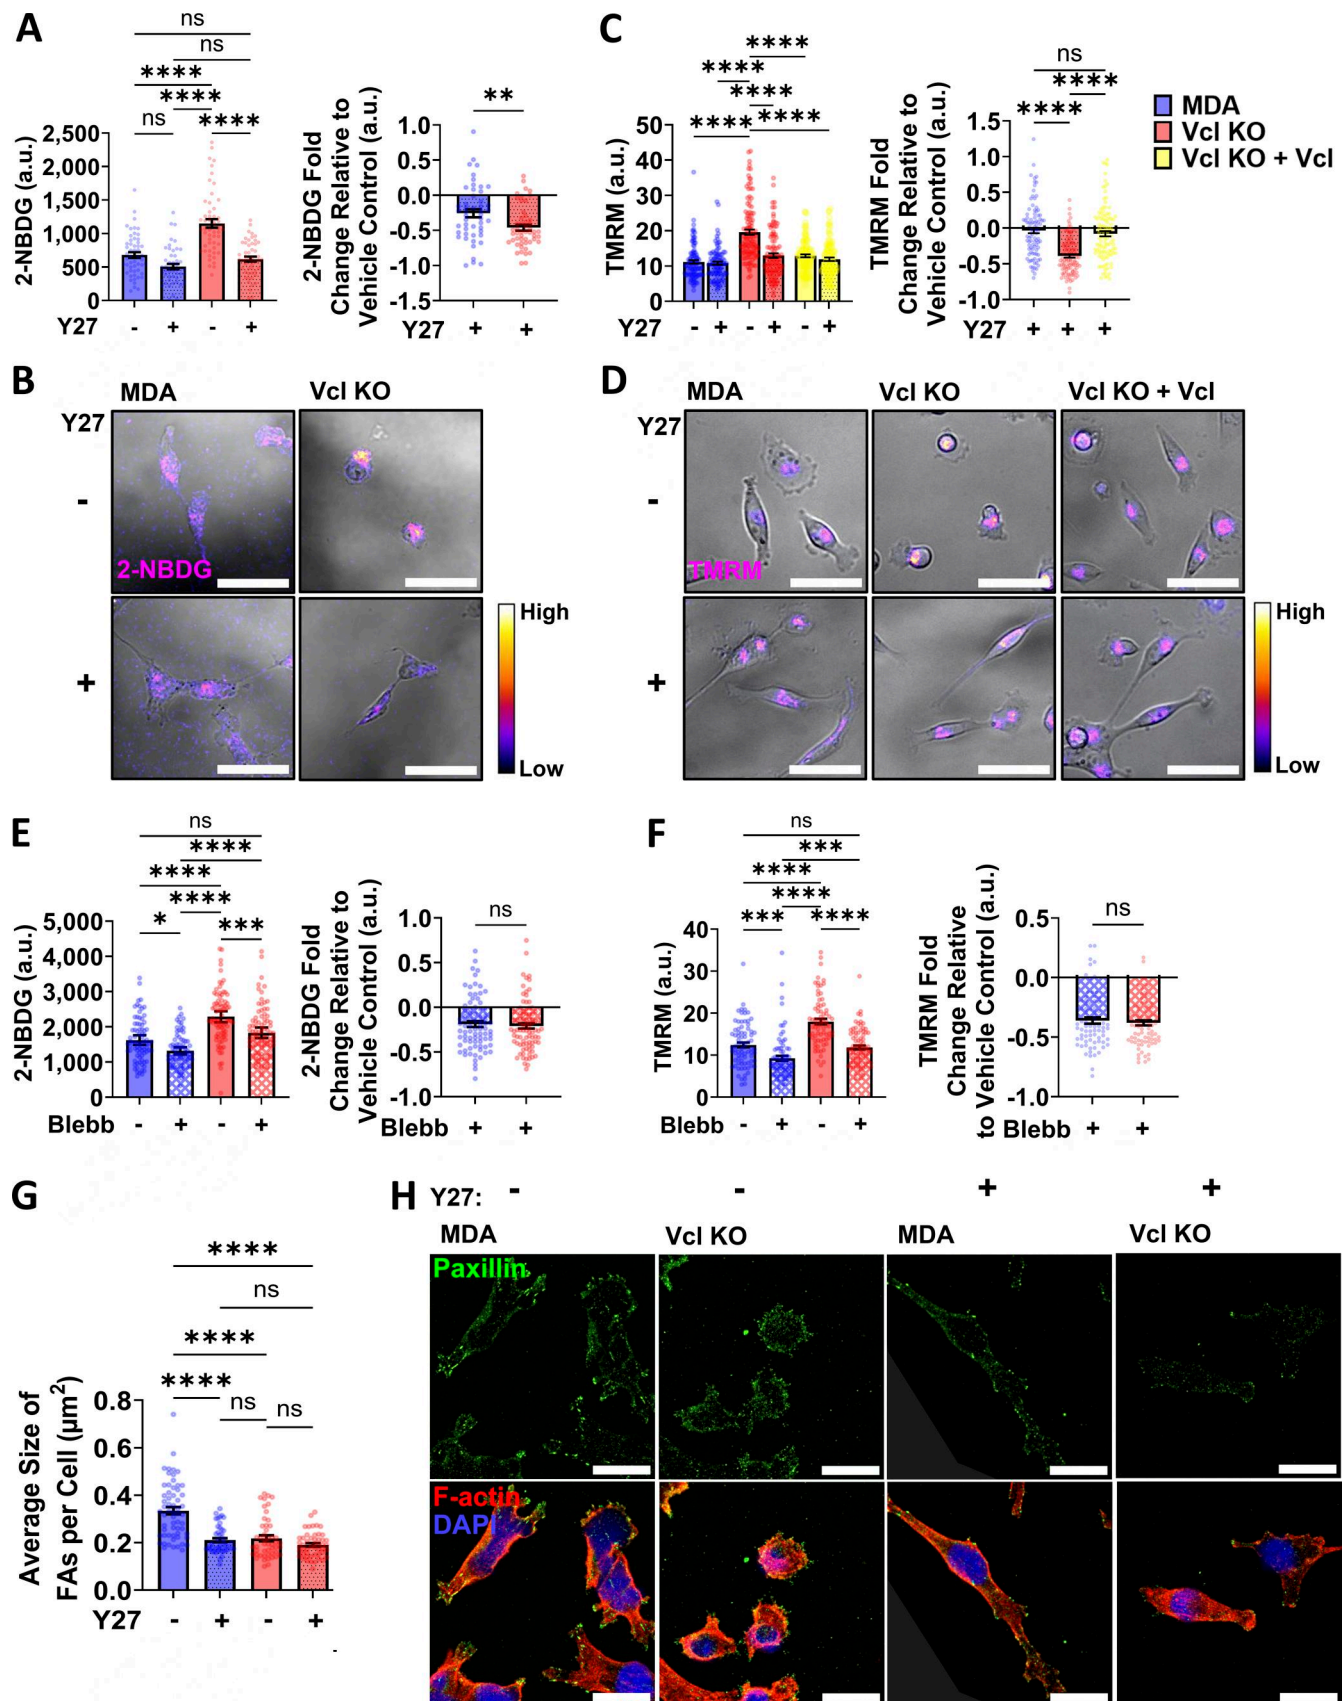 A
ns
ns
****
****
ns
****
2-NBDG (a.u.)
2,500
2,000
1,500
1,000
500
0
Y27
-
+
-
+
**
2-NBDG Fold
Change Relative to
Vehicle Control (a.u.)
1.0
0.5
0.0
-0.5
-1.0
-1.5
+
+
C
****
****
****
****
****
TMRM (a.u.)
50
40
30
20
10
0
Y27
-
+
-
+
-
+
ns
****
****
TMRM Fold
Change Relative to
Vehicle Control (a.u.)
1.5
1.0
0.5
0.0
-0.5
-1.0
Y27
+
+
+
MDA
Vcl KO
Vcl KO + Vcl
B
MDA
Vcl KO
Y27
-
2-NBDG
+
High
Low
D
MDA
Vcl KO
Vcl KO + Vcl
Y27
-
TMRM
+
High
Low
E
ns
****
****
****
*
***
2-NBDG (a.u.)
5,000
4,000
3,000
2,000
1,000
0
Blebb
-
+
-
+
ns
2-NBDG Fold
Change Relative to
Vehicle Control (a.u.)
1.0
0.5
0.0
-0.5
-1.0
Blebb
+
+
F
ns
***
****
****
***
****
TMRM (a.u.)
40
30
20
10
0
Blebb
-
+
-
+
ns
TMRM Fold
Change Relative
to Vehicle Control (a.u.)
0.5
0.0
-0.5
-1.0
Blebb
+
+
G
****
ns
****
****
ns
ns
Average Size of
FAs per Cell (µm²)
0.8
0.6
0.4
0.2
0.0
Y27
-
+
-
+
H
Y27:
-
-
+
+
MDA
Vcl KO
MDA
Vcl KO
Paxillin
F-actin
DAPI